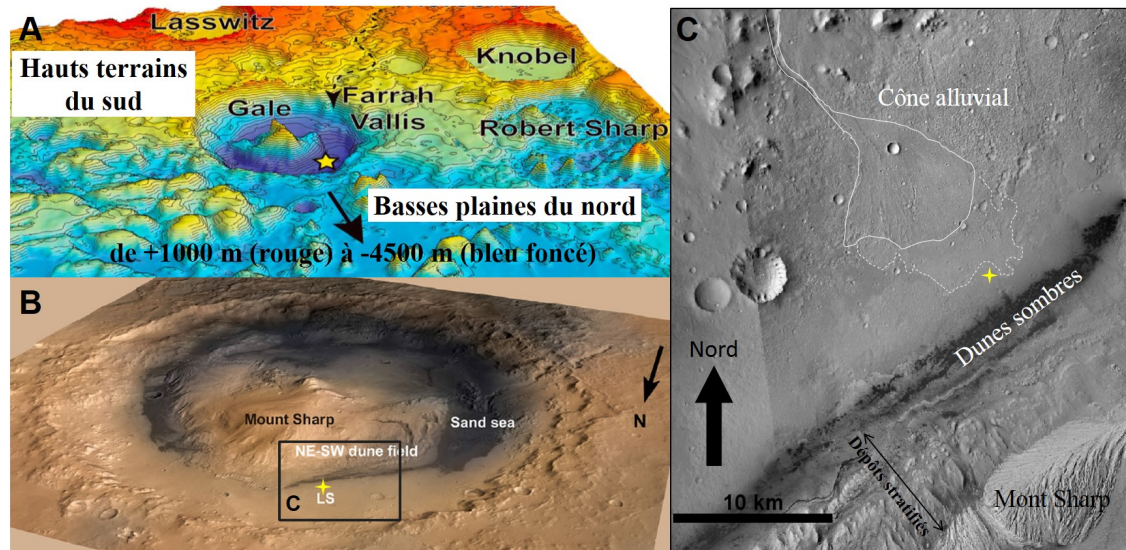 A
Lasswitz
Hauts terrains
du sud
Knobel
Gale
Farrah
Vallis
Robert Sharp
Basses plaines du nord
de +1000 m (rouge) à -4500 m (bleu foncé)
B
Mount Sharp
Sand sea
N
NE-SW dune field
LS
C
C
Cône alluvial
Dunes sombres
Nord
Dépôts stratifiés
10 km
Mont Sharp